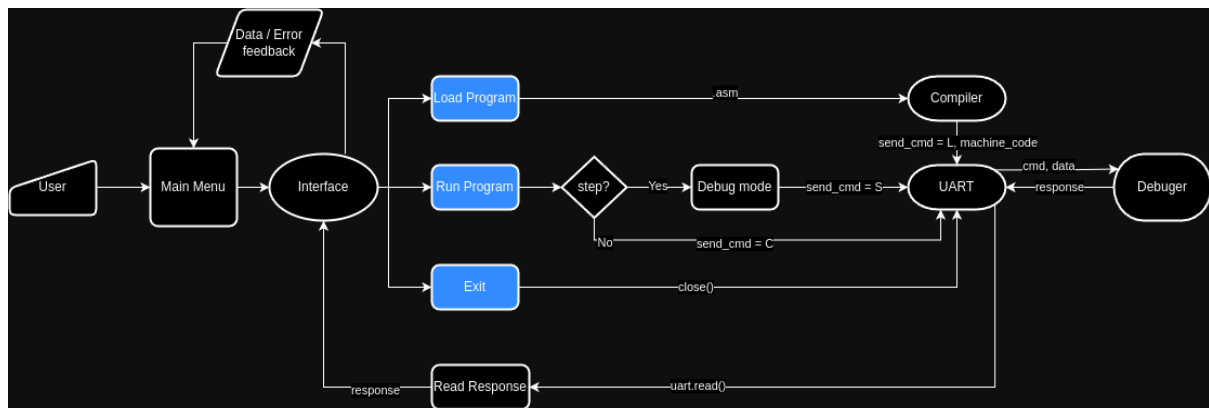 Data / Error
feedback
Load Program
.asm
Compiler
send_cmd = L, machine_code
User
Main Menu
Interface
Run Program
step?
Yes
Debug mode
send_cmd = S
UART
cmd, data
response
Debuger
No
send_cmd = C
Exit
close()
response
Read Response
uart.read()